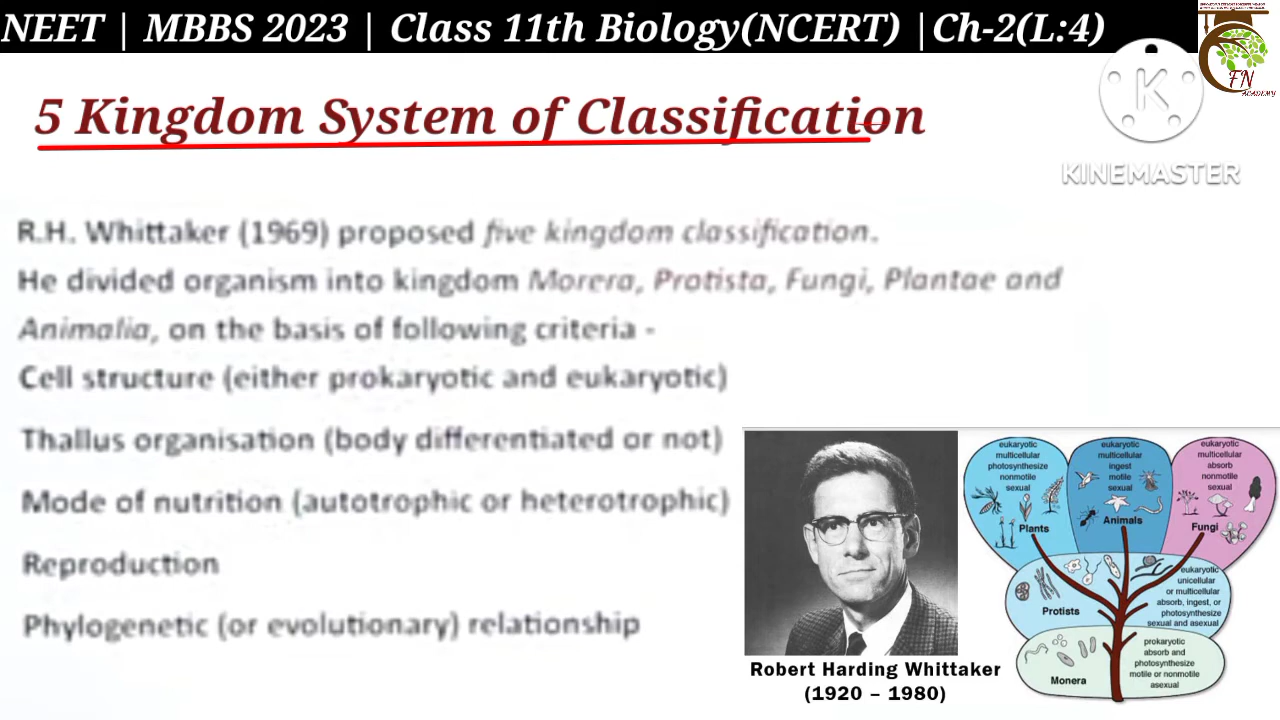 NEET | MBBS 2023 | Class 11th Biology(NCERT) |Ch-2(L:4)
FN
ACADEMY
K
KINEMASTER
5 Kingdom System of Classification
R.H. Whittaker (1969) proposed five kingdom classification.
He divided organism into kingdom Morera, Protista, Fungi, Plantae and
Animalia, on the basis of following criteria -
Cell structure (either prokaryotic and eukaryotic)
Thallus organisation (body differentiated or not)
Mode of nutrition (autotrophic or heterotrophic)
Reproduction
Phylogenetic (or evolutionary) relationship
Robert Harding Whittaker
(1920 – 1980)
eukaryotic
multicellular
photosynthesize
nonmotile
sexual
Plants
eukaryotic
multicellular
ingest
motile
sexual
Animals
eukaryotic
multicellular
absorb
nonmotile
sexual
Fungi
Protists
eukaryotic
unicellular
or multicellular
absorb, ingest, or
photosynthesize
sexual and asexual
Monera
prokaryotic
absorb and
photosynthesize
motile or nonmotile
asexual